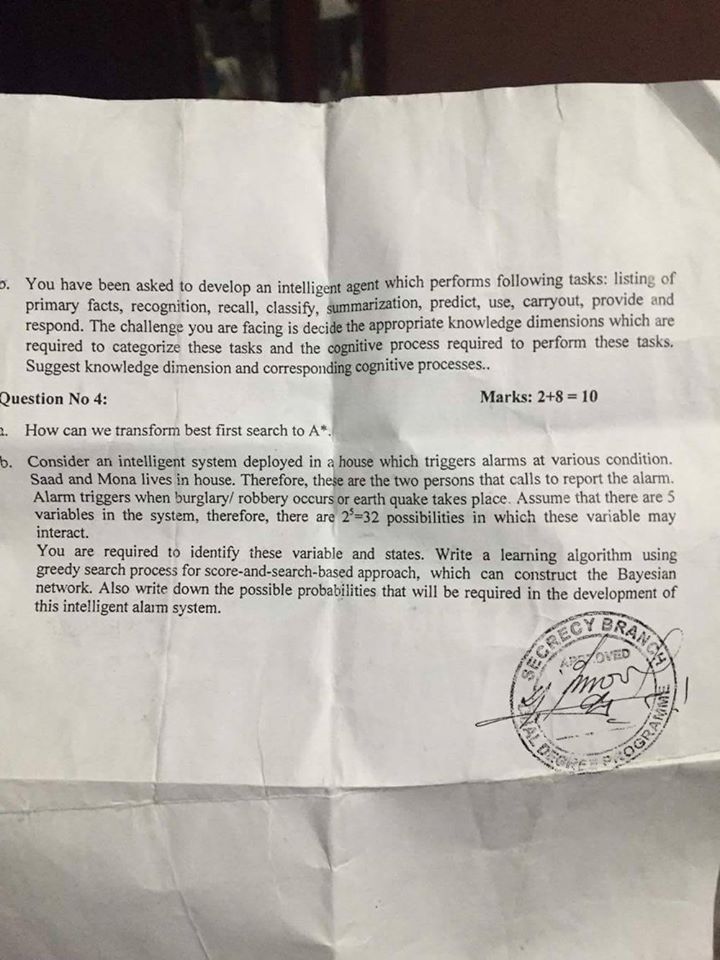 You have been asked to develop an intelligent agent which performs following tasks: listing of
primary facts, recognition, recall, classify, summarization, predict, use, carryout, provide and
respond. The challenge you are facing is decide the appropriate knowledge dimensions which are
required to categorize these tasks and the cognitive process required to perform these tasks.
Suggest knowledge dimension and corresponding cognitive processes..
Question No 4: Marks: 2+8 = 10
a. How can we transform best first search to A*.
b. Consider an intelligent system deployed in a house which triggers alarms at various condition.
Saad and Mona lives in house. Therefore, these are the two persons that calls to report the alarm.
Alarm triggers when burglary/ robbery occurs or earth quake takes place. Assume that there are 5
variables in the system, therefore, there are 2⁵=32 possibilities in which these variable may
interact.
You are required to identify these variable and states. Write a learning algorithm using
greedy search process for score-and-search-based approach, which can construct the Bayesian
network. Also write down the possible probabilities that will be required in the development of
this intelligent alarm system.
SECRECY BRANCH
APPROVED
DEGREE PROGRAMME